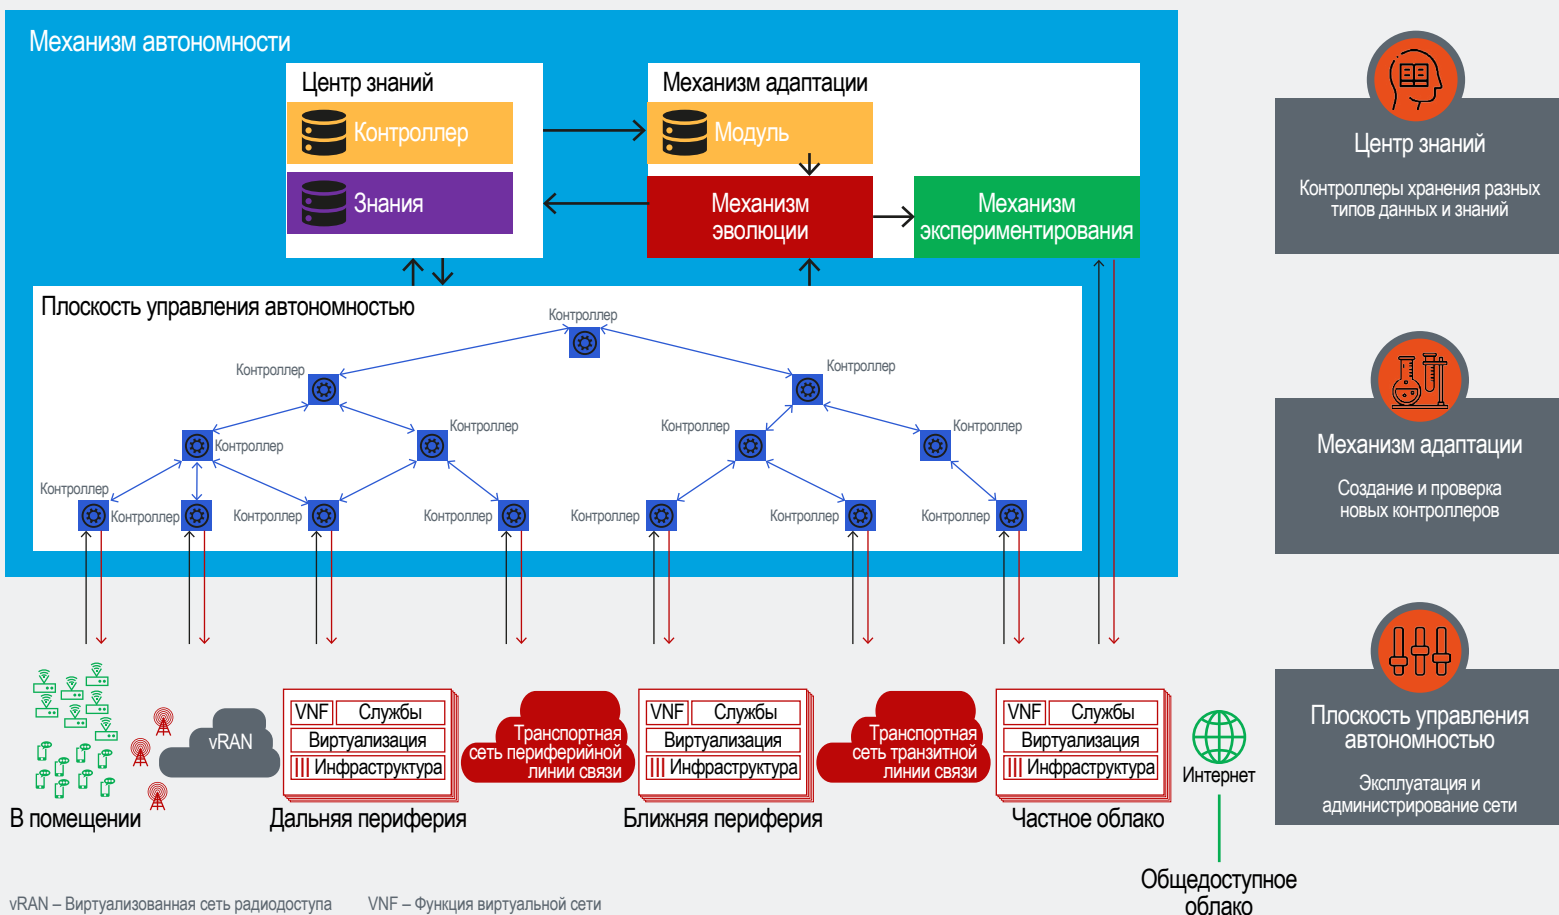 Механизм автономности
Центр знаний
Контроллер
Знания
Механизм адаптации
Модуль
Механизм
эволюции
Механизм
экспериментирования
Плоскость управления автономностью
Контроллер
Контроллер
Контроллер
Контроллер
Контроллер
Контроллер
Контроллер
Контроллер
Контроллер
Контроллер
Контроллер
Контроллер
Контроллер
Контроллер
VNF
Службы
Виртуализация
Инфраструктура
VNF
Службы
Виртуализация
Инфраструктура
VNF
Службы
Виртуализация
Инфраструктура
vRAN
Транспортная
сеть периферийной
линии связи
Транспортная
сеть транзитной
линии связи
Интернет
В помещении
Дальняя периферия
Ближняя периферия
Частное облако
Общедоступное
облако
vRAN – Виртуализованная сеть радиодоступа
VNF – Функция виртуальной сети
Центр знаний
Контроллеры хранения разных
типов данных и знаний
Механизм адаптации
Создание и проверка
новых контроллеров
Плоскость управления
автономностью
Эксплуатация и
администрирование сети